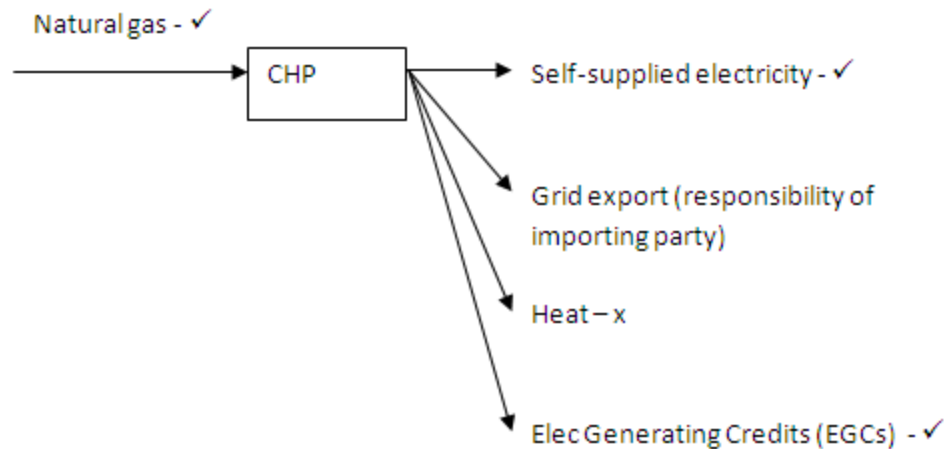 Natural gas - ✓
CHP
Self-supplied electricity - ✓
Grid export (responsibility of
importing party)
Heat – x
Elec Generating Credits (EGCs) - ✓